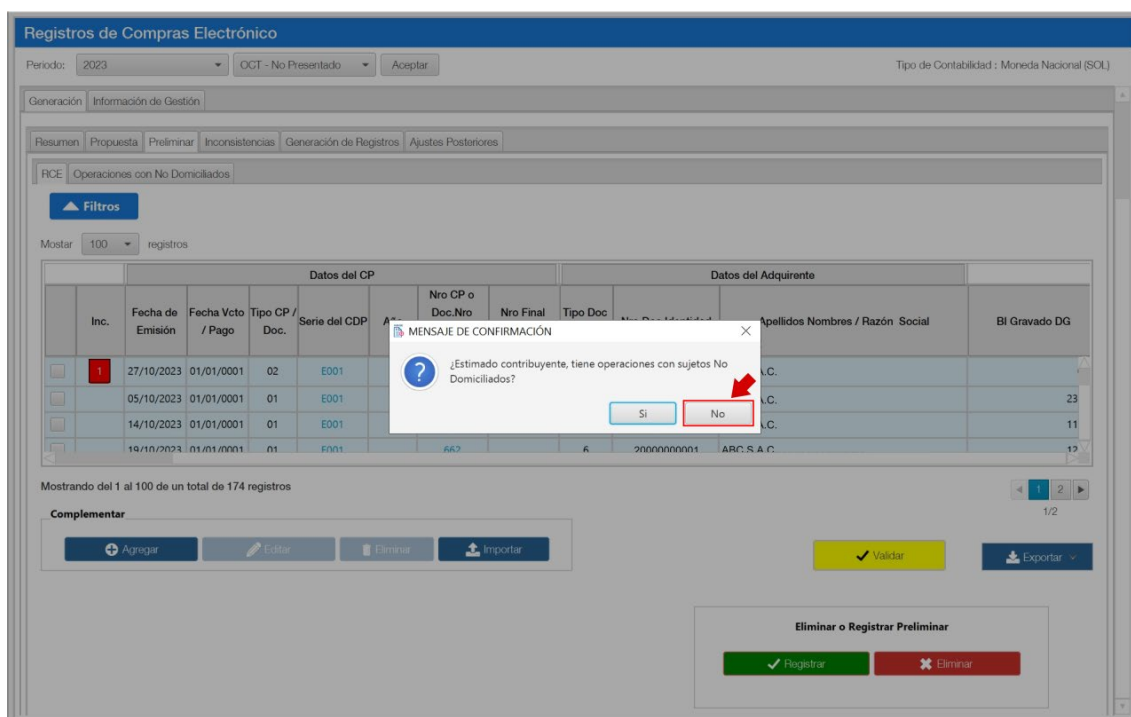 Registros de Compras Electrónico
Periodo: 2023 OCT - No Presentado Aceptar Tipo de Contabilidad : Moneda Nacional (SOL)
Generación Información de Gestión
Resumen Propuesta Preliminar Inconsistencias Generación de Registros Ajustes Posteriores
RCE Operaciones con No Domiciliados
Filtros
Mostar 100 registros
Datos del CP Datos del Adquirente
Inc. Fecha de Emisión Fecha Vcto / Pago Tipo CP / Doc. Serie del CDP Nro CP o Doc.Nro Nro Final Tipo Doc Apellidos Nombres / Razón Social BI Gravado DG
MENSAJE DE CONFIRMACIÓN
¿Estimado contribuyente, tiene operaciones con sujetos No
Domiciliados?
Si No
1 27/10/2023 01/01/0001 02 E001
05/10/2023 01/01/0001 01 E001 23
14/10/2023 01/01/0001 01 E001 11
19/10/2023 01/01/0001 01 E001 662 6 20000000001 ABC S.A.C. 12
Mostrando del 1 al 100 de un total de 174 registros 1 2
1/2
Complementar
Agregar Editar Eliminar Importar Validar Exportar
Eliminar o Registrar Preliminar
Registrar Eliminar